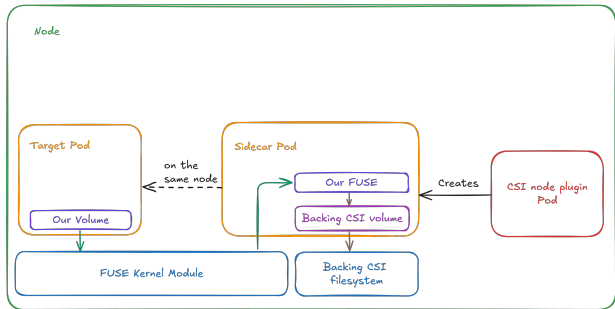 Node
Target Pod
Our Volume
on the
same node
Sidecar Pod
Our FUSE
Backing CSI volume
Creates
CSI node plugin
Pod
FUSE Kernel Module
Backing CSI
filesystem